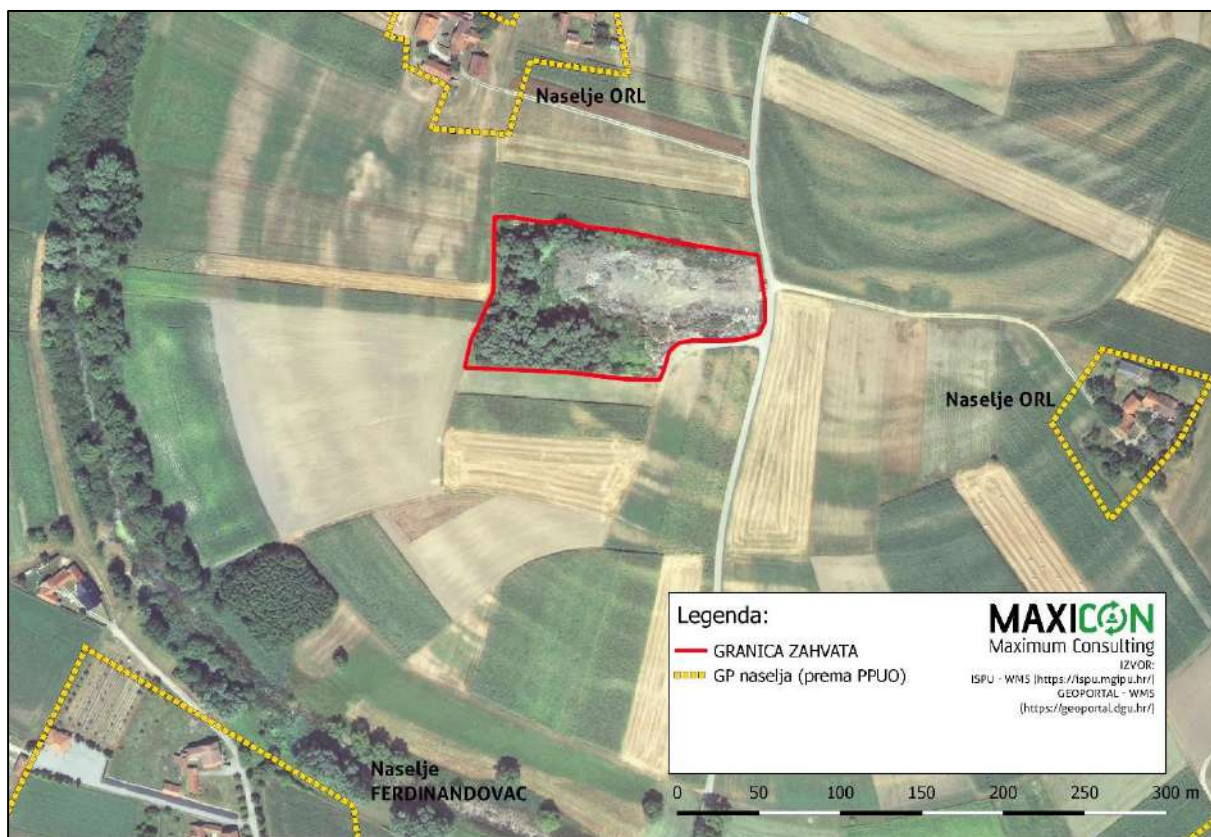 Naselje ORL
Naselje ORL
Legenda:
GRANICA ZAHVATA
GP naselja (prema PPUO)
MAXICON
Maximum Consulting
IZVOR:
ISPU - WMS (https://ispu.mgipu.hr/)
GEOPORTAL - WMS
(https://geoportal.dgu.hr/)
Naselje
FERDINANDOVAC
0 50 100 150 200 250 300 m